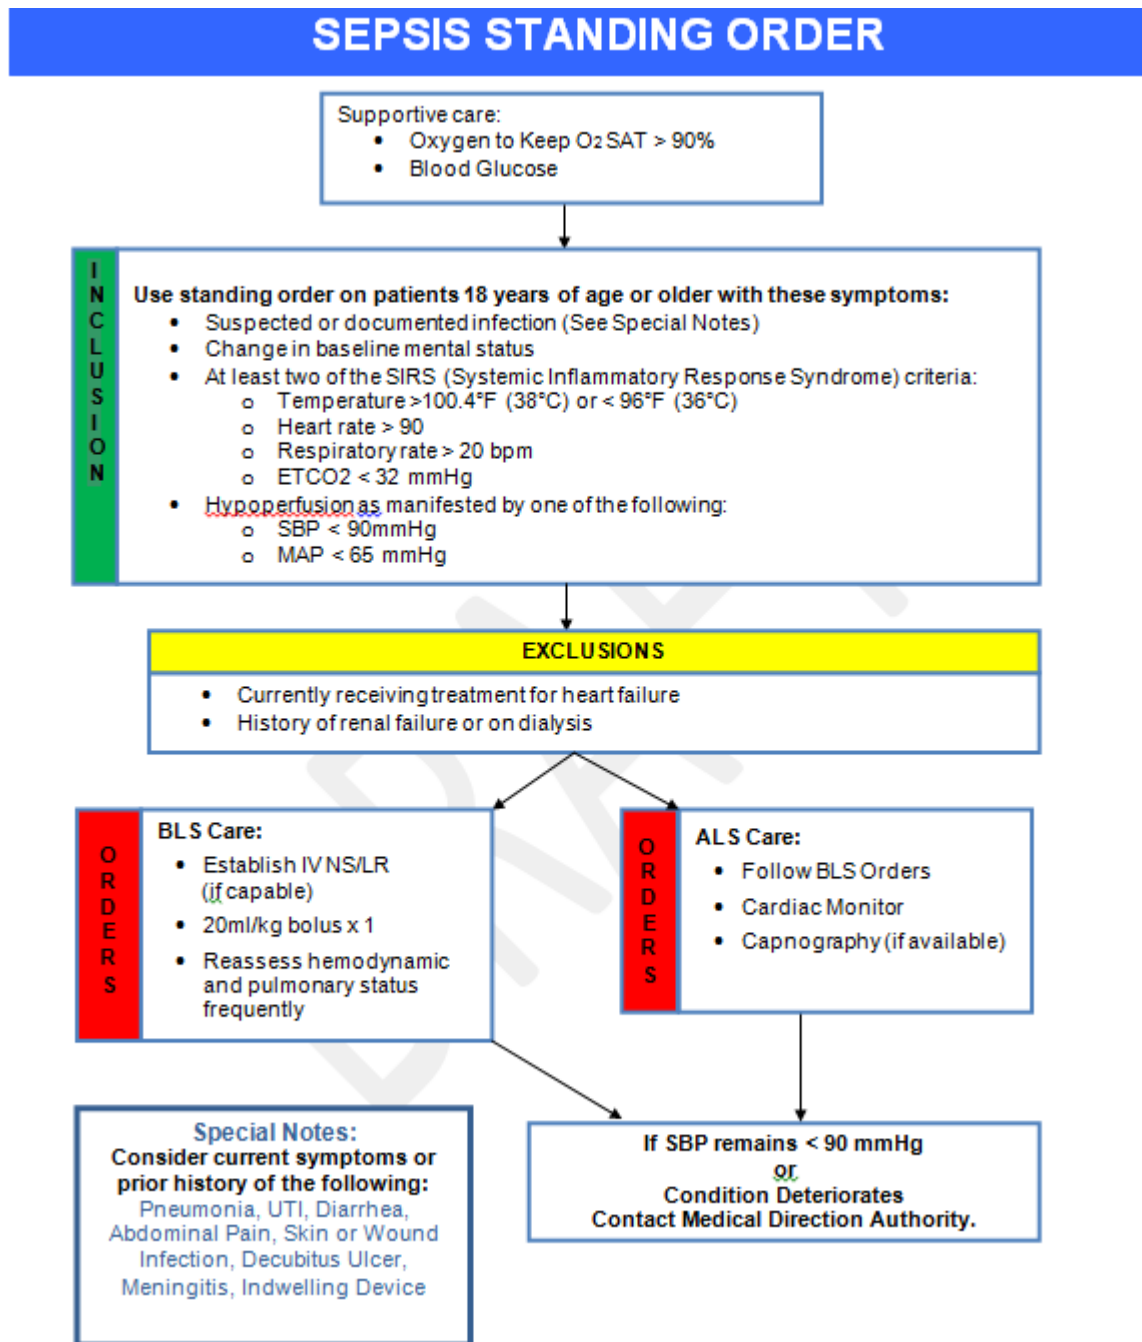 SEPSIS STANDING ORDER
Supportive care:
• Oxygen to Keep O2 SAT > 90%
• Blood Glucose
INCLUSION
Use standing order on patients 18 years of age or older with these symptoms:
• Suspected or documented infection (See Special Notes)
• Change in baseline mental status
• At least two of the SIRS (Systemic Inflammatory Response Syndrome) criteria:
o Temperature >100.4°F (38°C) or < 96°F (36°C)
o Heart rate > 90
o Respiratory rate > 20 bpm
o ETCO2 < 32 mmHg
• Hypoperfusion as manifested by one of the following:
o SBP < 90mmHg
o MAP < 65 mmHg
EXCLUSIONS
• Currently receiving treatment for heart failure
• History of renal failure or on dialysis
ORDERS
BLS Care:
• Establish IV NS/LR
(if capable)
• 20ml/kg bolus x 1
• Reassess hemodynamic
and pulmonary status
frequently
ORDERS
ALS Care:
• Follow BLS Orders
• Cardiac Monitor
• Capnography (if available)
Special Notes:
Consider current symptoms or
prior history of the following:
Pneumonia, UTI, Diarrhea,
Abdominal Pain, Skin or Wound
Infection, Decubitus Ulcer,
Meningitis, Indwelling Device
If SBP remains < 90 mmHg
or
Condition Deteriorates
Contact Medical Direction Authority.